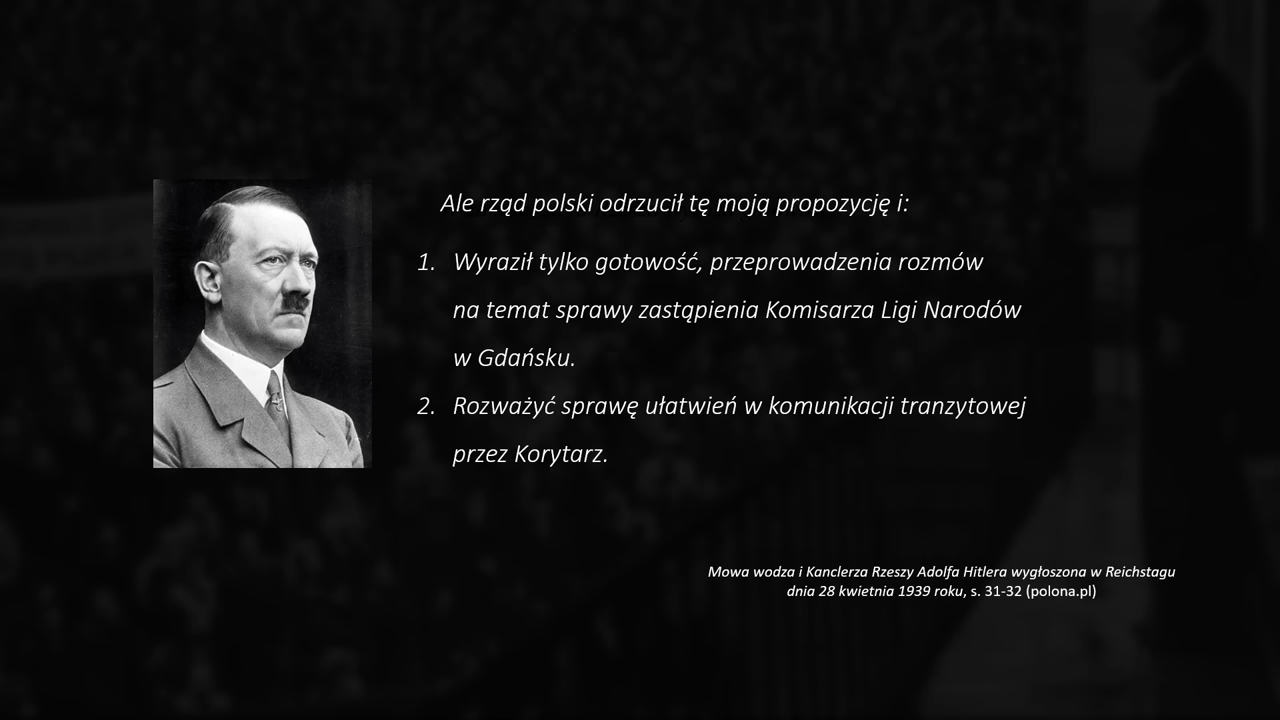 Ale rząd polski odrzucił tę moją propozycję i:
1. Wyraził tylko gotowość, przeprowadzenia rozmów
na temat sprawy zastąpienia Komisarza Ligi Narodów
w Gdańsku.
2. Rozważyć sprawę ułatwień w komunikacji tranzytowej
przez Korytarz.
Mowa wodza i Kanclerza Rzeszy Adolfa Hitlera wygłoszona w Reichstagu
dnia 28 kwietnia 1939 roku, s. 31-32 (polona.pl)